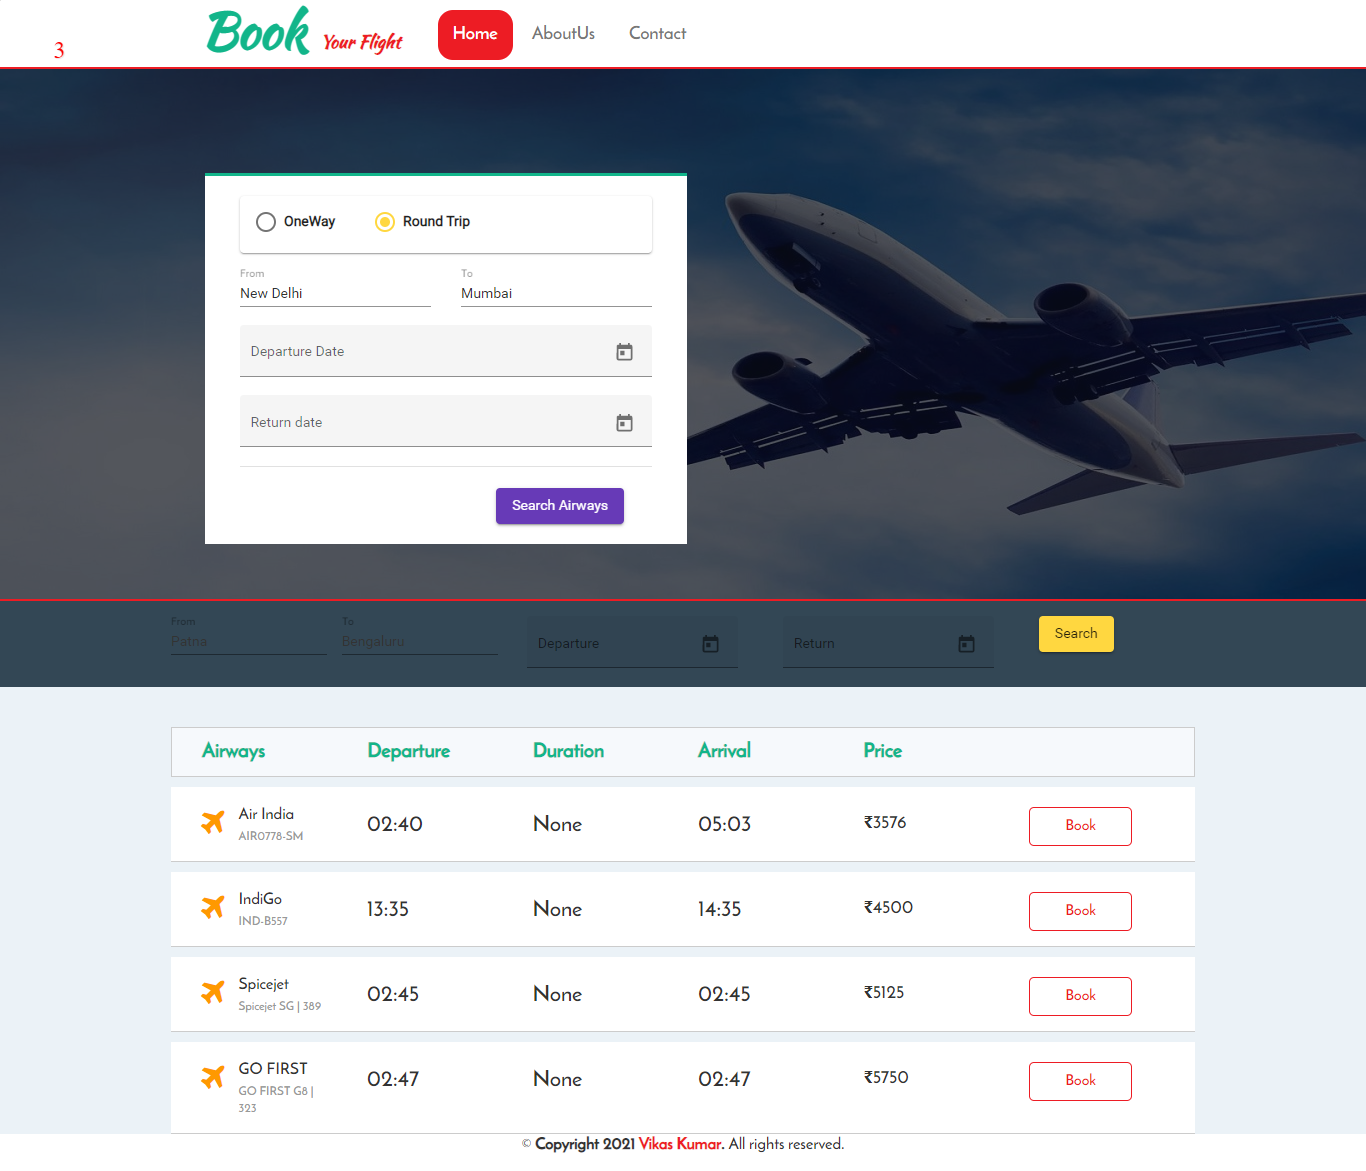 Book Your Flight
Home AboutUs Contact
3
OneWay Round Trip
From To
New Delhi Mumbai
Departure Date
Return date
Search Airways
From To
Patna Bengaluru
Departure Return Search
Airways Departure Duration Arrival Price
Air India
AIR0778-SM
02:40 None 05:03 ₹3576 Book
IndiGo
IND-B557
13:35 None 14:35 ₹4500 Book
Spicejet
Spicejet SG | 389
02:45 None 02:45 ₹5125 Book
GO FIRST
GO FIRST G8 |
323
02:47 None 02:47 ₹5750 Book
© Copyright 2021 Vikas Kumar. All rights reserved.